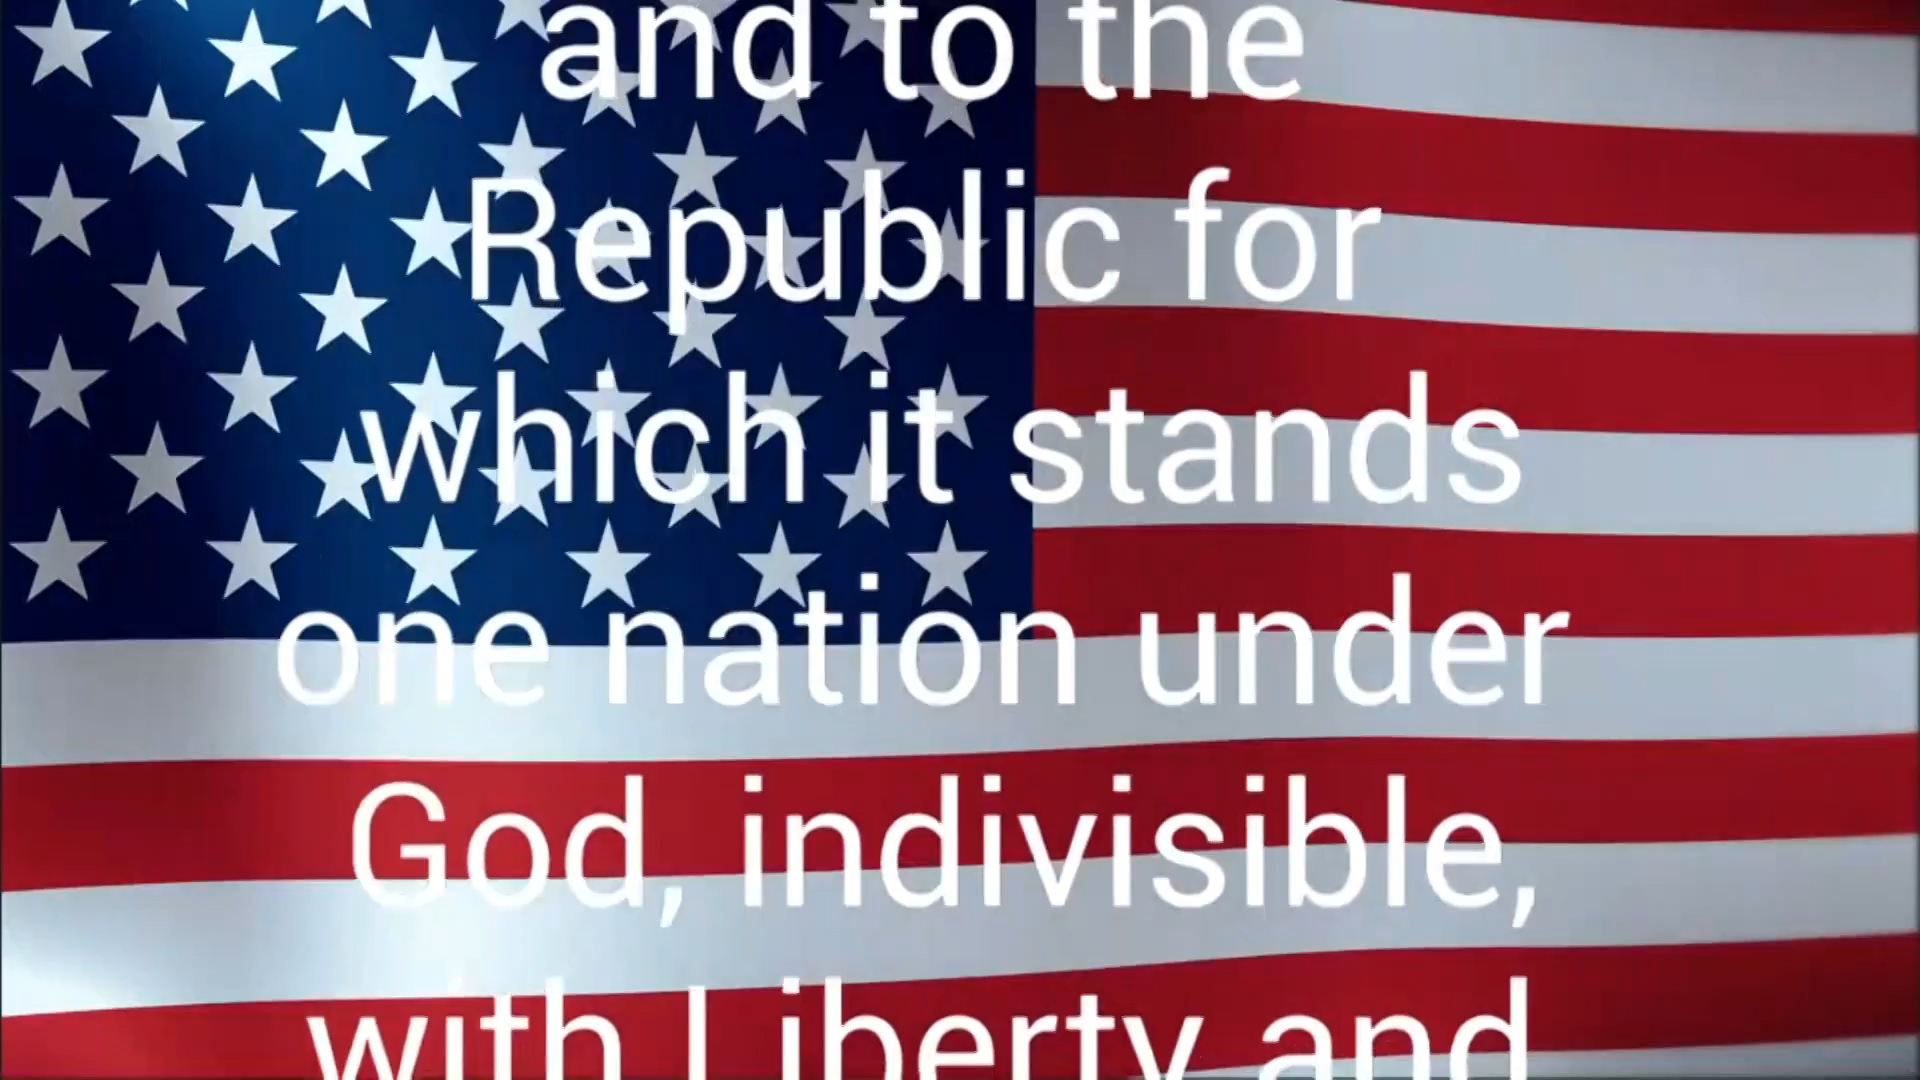 and to the
Republic for
which it stands
one nation under
God, indivisible,
with Liberty and